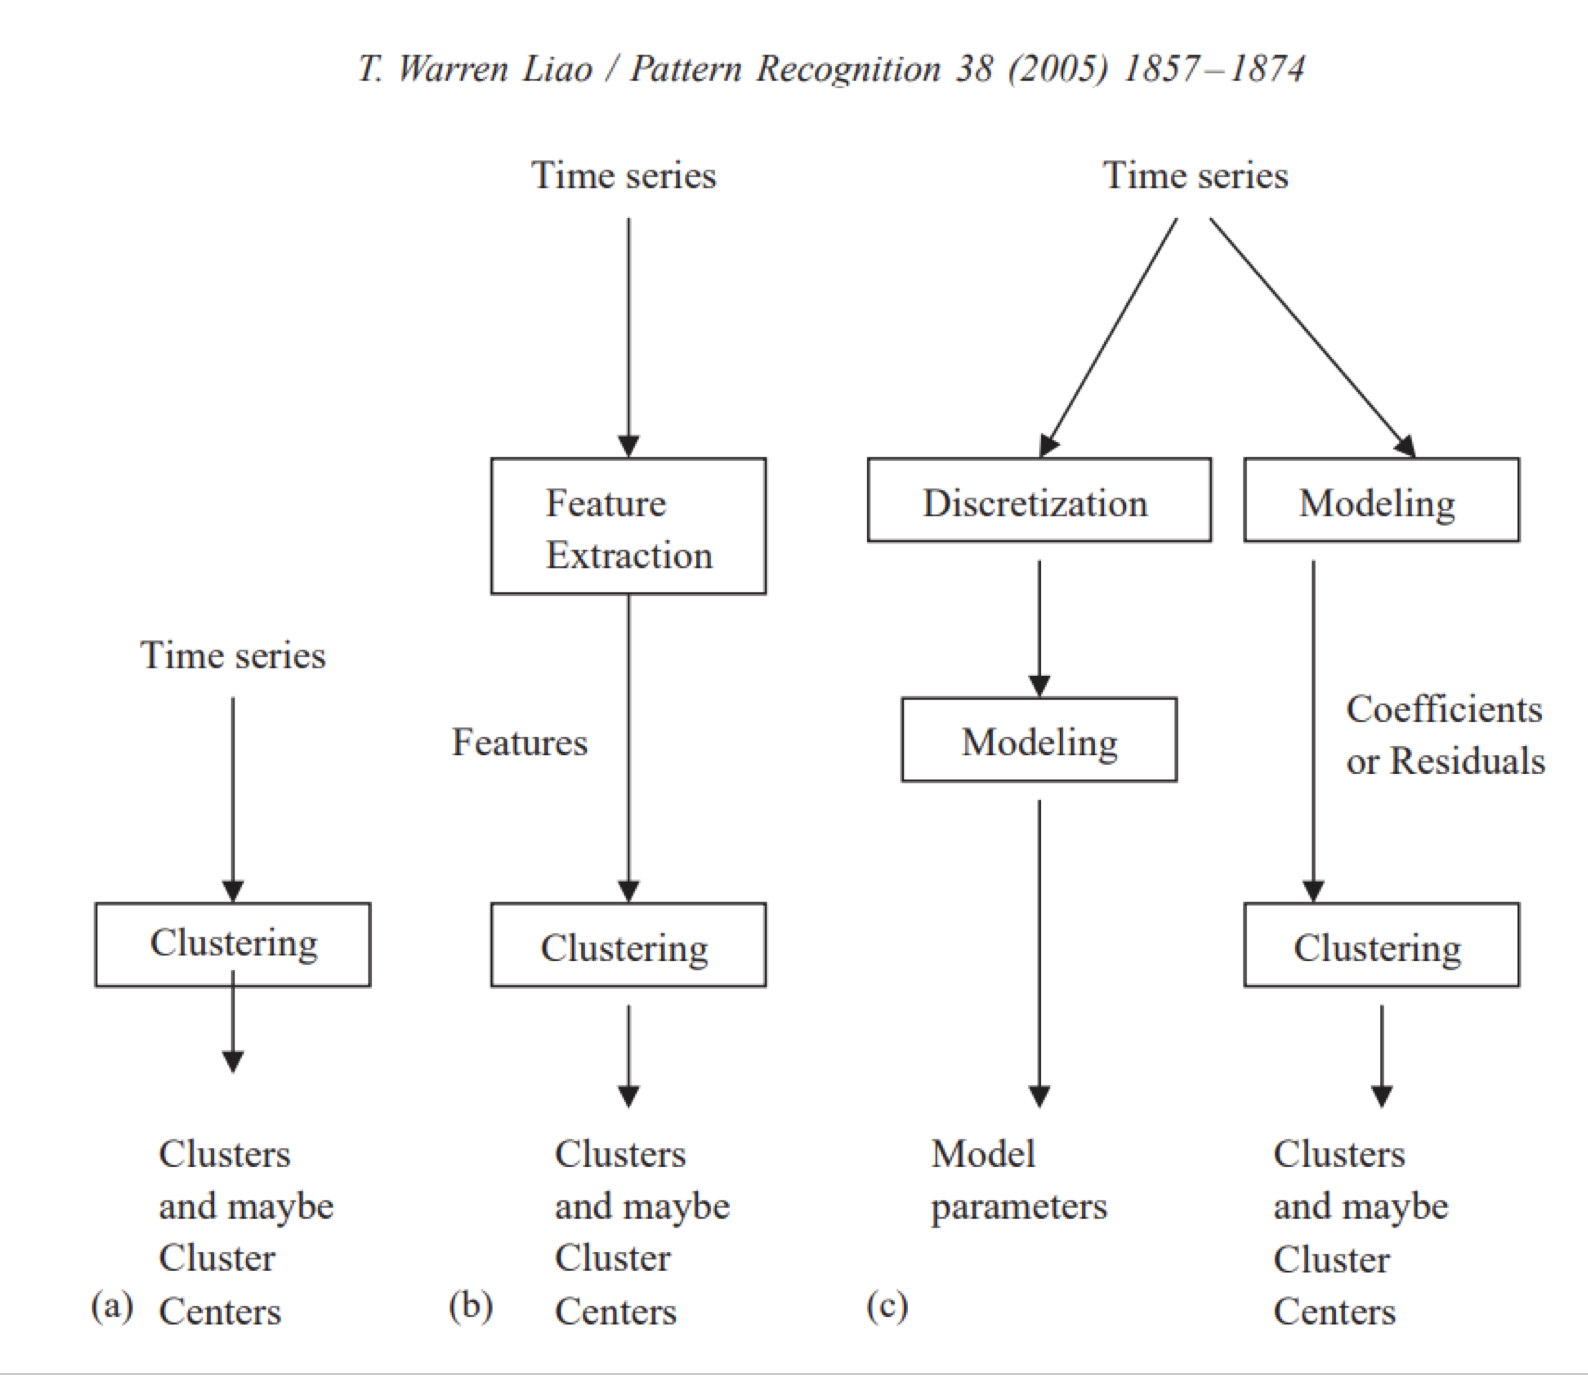 T. Warren Liao / Pattern Recognition 38 (2005) 1857–1874
Time series
Clustering
Clusters
and maybe
Cluster
Centers
(a)
Time series
Feature
Extraction
Features
Clustering
Clusters
and maybe
Cluster
Centers
(b)
Time series
Discretization
Modeling
Model
parameters
Modeling
Coefficients
or Residuals
Clustering
Clusters
and maybe
Cluster
Centers
(c)